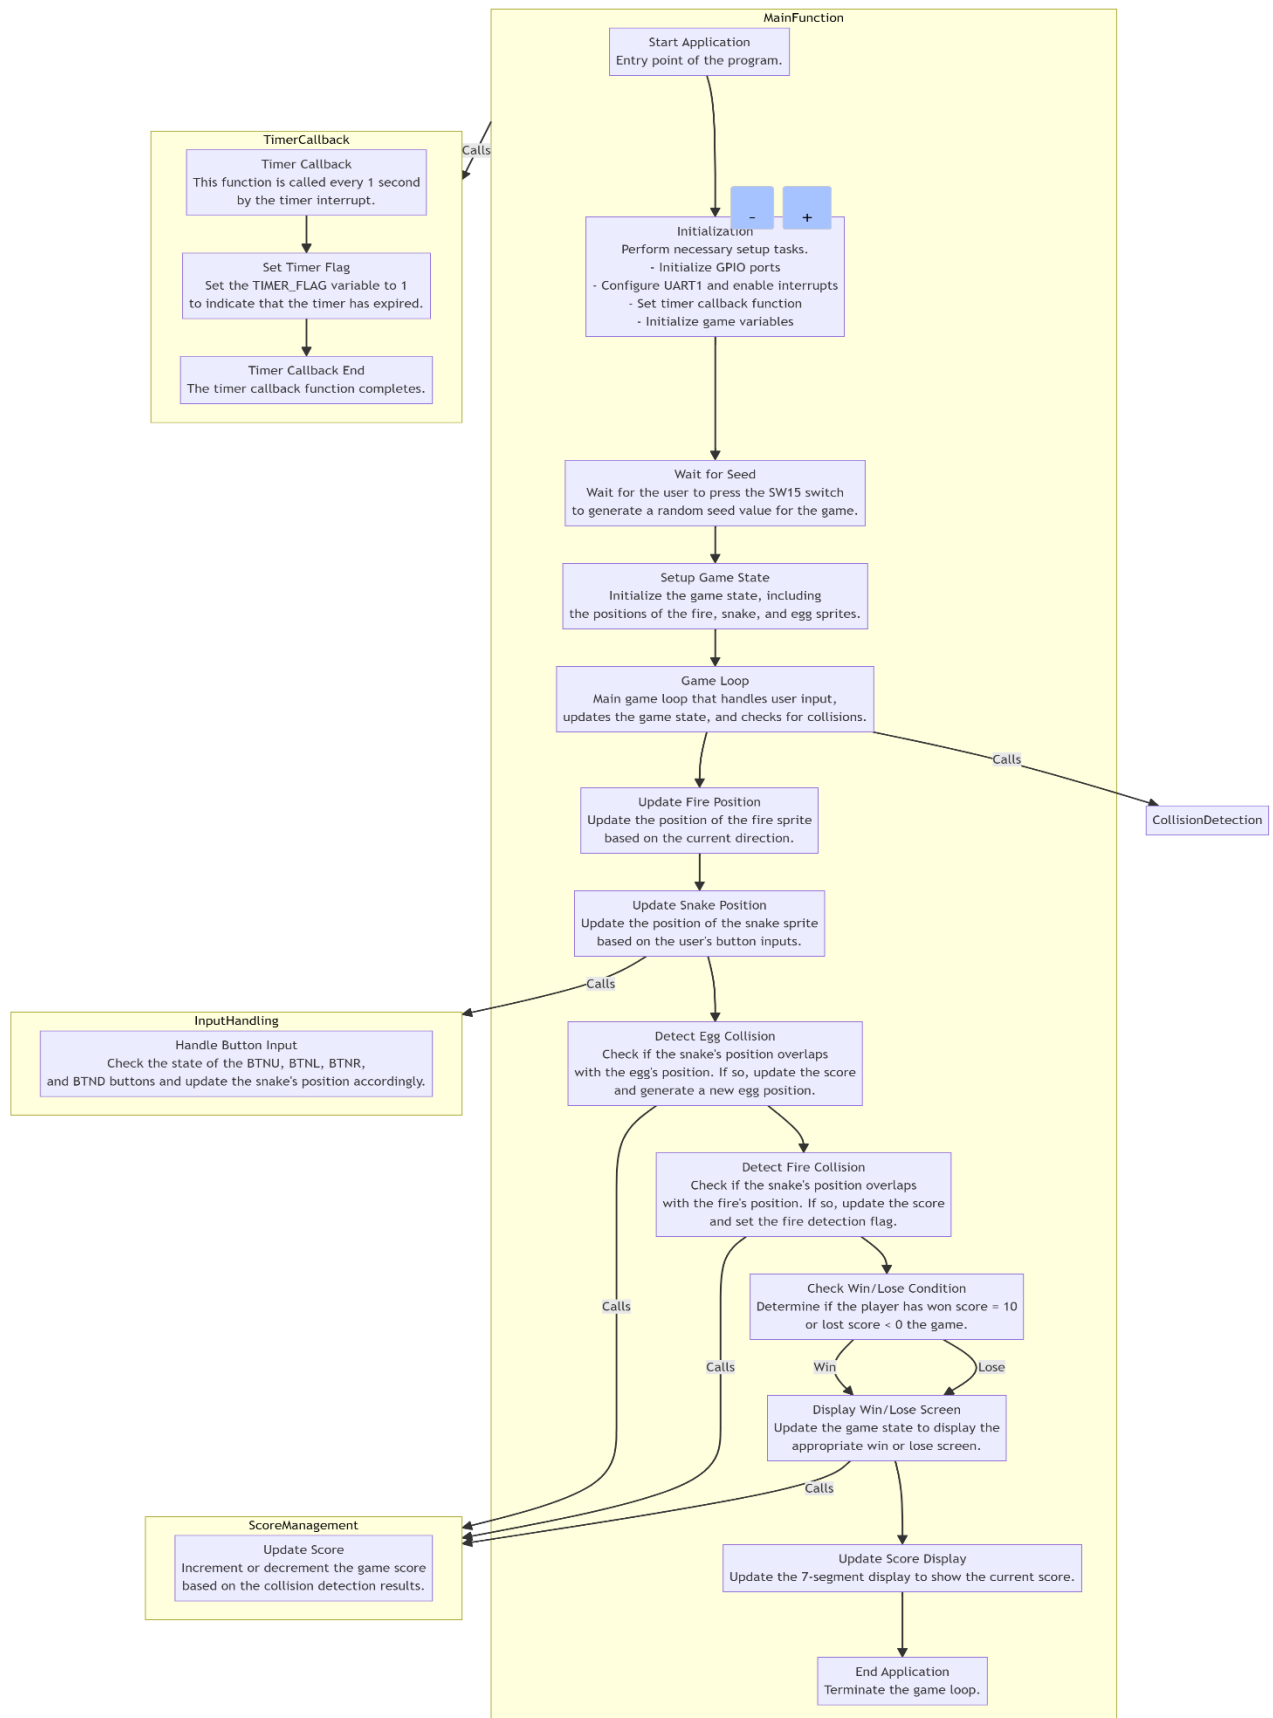 MainFunction
Start Application
Entry point of the program.
TimerCallback
Timer Callback
This function is called every 1 second
by the timer interrupt.
Set Timer Flag
Set the TIMER_FLAG variable to 1
to indicate that the timer has expired.
Timer Callback End
The timer callback function completes.
Calls
-
+
Initialization
Perform necessary setup tasks.
- Initialize GPIO ports
- Configure UART1 and enable interrupts
- Set timer callback function
- Initialize game variables
Wait for Seed
Wait for the user to press the SW15 switch
to generate a random seed value for the game.
Setup Game State
Initialize the game state, including
the positions of the fire, snake, and egg sprites.
Game Loop
Main game loop that handles user input,
updates the game state, and checks for collisions.
Calls
CollisionDetection
Update Fire Position
Update the position of the fire sprite
based on the current direction.
Update Snake Position
Update the position of the snake sprite
based on the user's button inputs.
Calls
InputHandling
Handle Button Input
Check the state of the BTNU, BTNL, BTNR,
and BTND buttons and update the snake's position accordingly.
Detect Egg Collision
Check if the snake's position overlaps
with the egg's position. If so, update the score
and generate a new egg position.
Detect Fire Collision
Check if the snake's position overlaps
with the fire's position. If so, update the score
and set the fire detection flag.
Calls
Check Win/Lose Condition
Determine if the player has won score = 10
or lost score < 0 the game.
Calls
Win
Lose
Display Win/Lose Screen
Update the game state to display the
appropriate win or lose screen.
Calls
ScoreManagement
Update Score
Increment or decrement the game score
based on the collision detection results.
Update Score Display
Update the 7-segment display to show the current score.
End Application
Terminate the game loop.